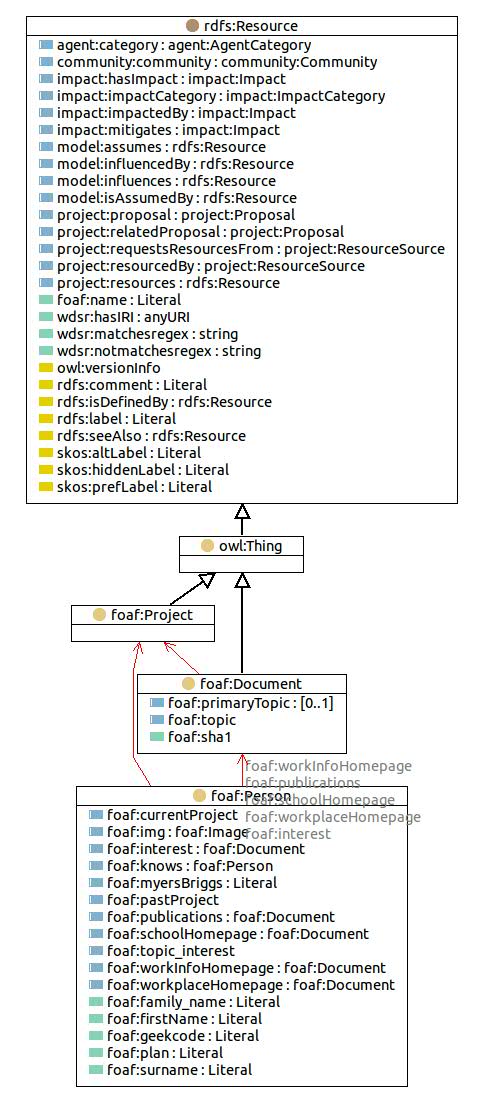 rdfs:Resource
agent:category : agent:AgentCategory
community:community : community:Community
impact:hasImpact : impact:Impact
impact:impactCategory : impact:ImpactCategory
impact:impactedBy : impact:Impact
impact:mitigates : impact:Impact
model:assumes : rdfs:Resource
model:influencedBy : rdfs:Resource
model:influences : rdfs:Resource
model:isAssumedBy : rdfs:Resource
project:proposal : project:Proposal
project:relatedProposal : project:Proposal
project:requestsResourcesFrom : project:ResourceSource
project:resourcedBy : project:ResourceSource
project:resources : rdfs:Resource
foaf:name : Literal
wdsr:hasIRI : anyURI
wdsr:matchesregex : string
wdsr:notmatchesregex : string
owl:versionInfo
rdfs:comment : Literal
rdfs:isDefinedBy : rdfs:Resource
rdfs:label : Literal
rdfs:seeAlso : rdfs:Resource
skos:altLabel : Literal
skos:hiddenLabel : Literal
skos:prefLabel : Literal
owl:Thing
foaf:Project
foaf:Document
foaf:primaryTopic : [0..1]
foaf:topic
foaf:sha1
foaf:workInfoHomepage
foaf:publications
foaf:schoolHomepage
foaf:workplaceHomepage
foaf:interest
foaf:Person
foaf:currentProject
foaf:img : foaf:Image
foaf:interest : foaf:Document
foaf:knows : foaf:Person
foaf:myersBriggs : Literal
foaf:pastProject
foaf:publications : foaf:Document
foaf:schoolHomepage : foaf:Document
foaf:topic_interest
foaf:workInfoHomepage : foaf:Document
foaf:workplaceHomepage : foaf:Document
foaf:family_name : Literal
foaf:firstName : Literal
foaf:geekcode : Literal
foaf:plan : Literal
foaf:surname : Literal